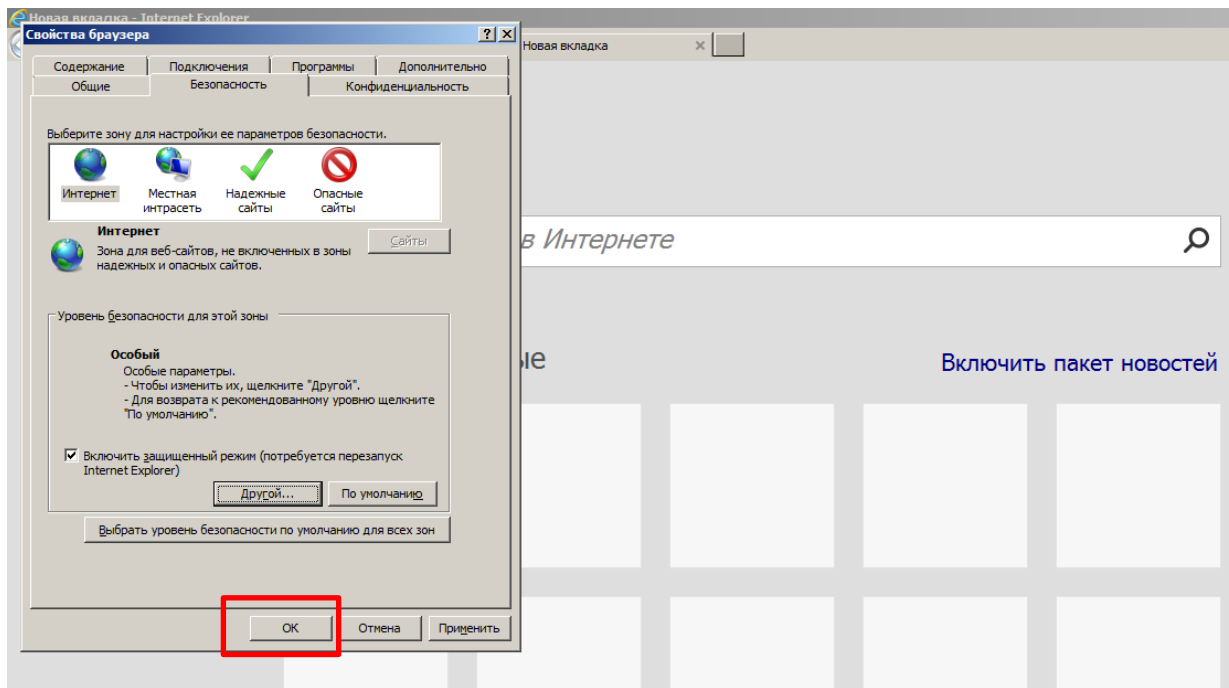 Новая вкладка - Internet Explorer
Свойства браузера
Новая вкладка
Содержание Подключения Программы Дополнительно
Общие Безопасность Конфиденциальность
Выберите зону для настройки ее параметров безопасности.
Интернет Местная интрасеть Надежные сайты Опасные сайты
Интернет
Зона для веб-сайтов, не включенных в зоны
надежных и опасных сайтов.
Сайты
в Интернете
Уровень безопасности для этой зоны
Особый
Особые параметры.
- Чтобы изменить их, щелкните "Другой".
- Для возврата к рекомендованному уровню щелкните
"По умолчанию".
Включить пакет новостей
Включить защищенный режим (потребуется перезапуск
Internet Explorer)
Другой... По умолчанию
Выбрать уровень безопасности по умолчанию для всех зон
OK Отмена Применить